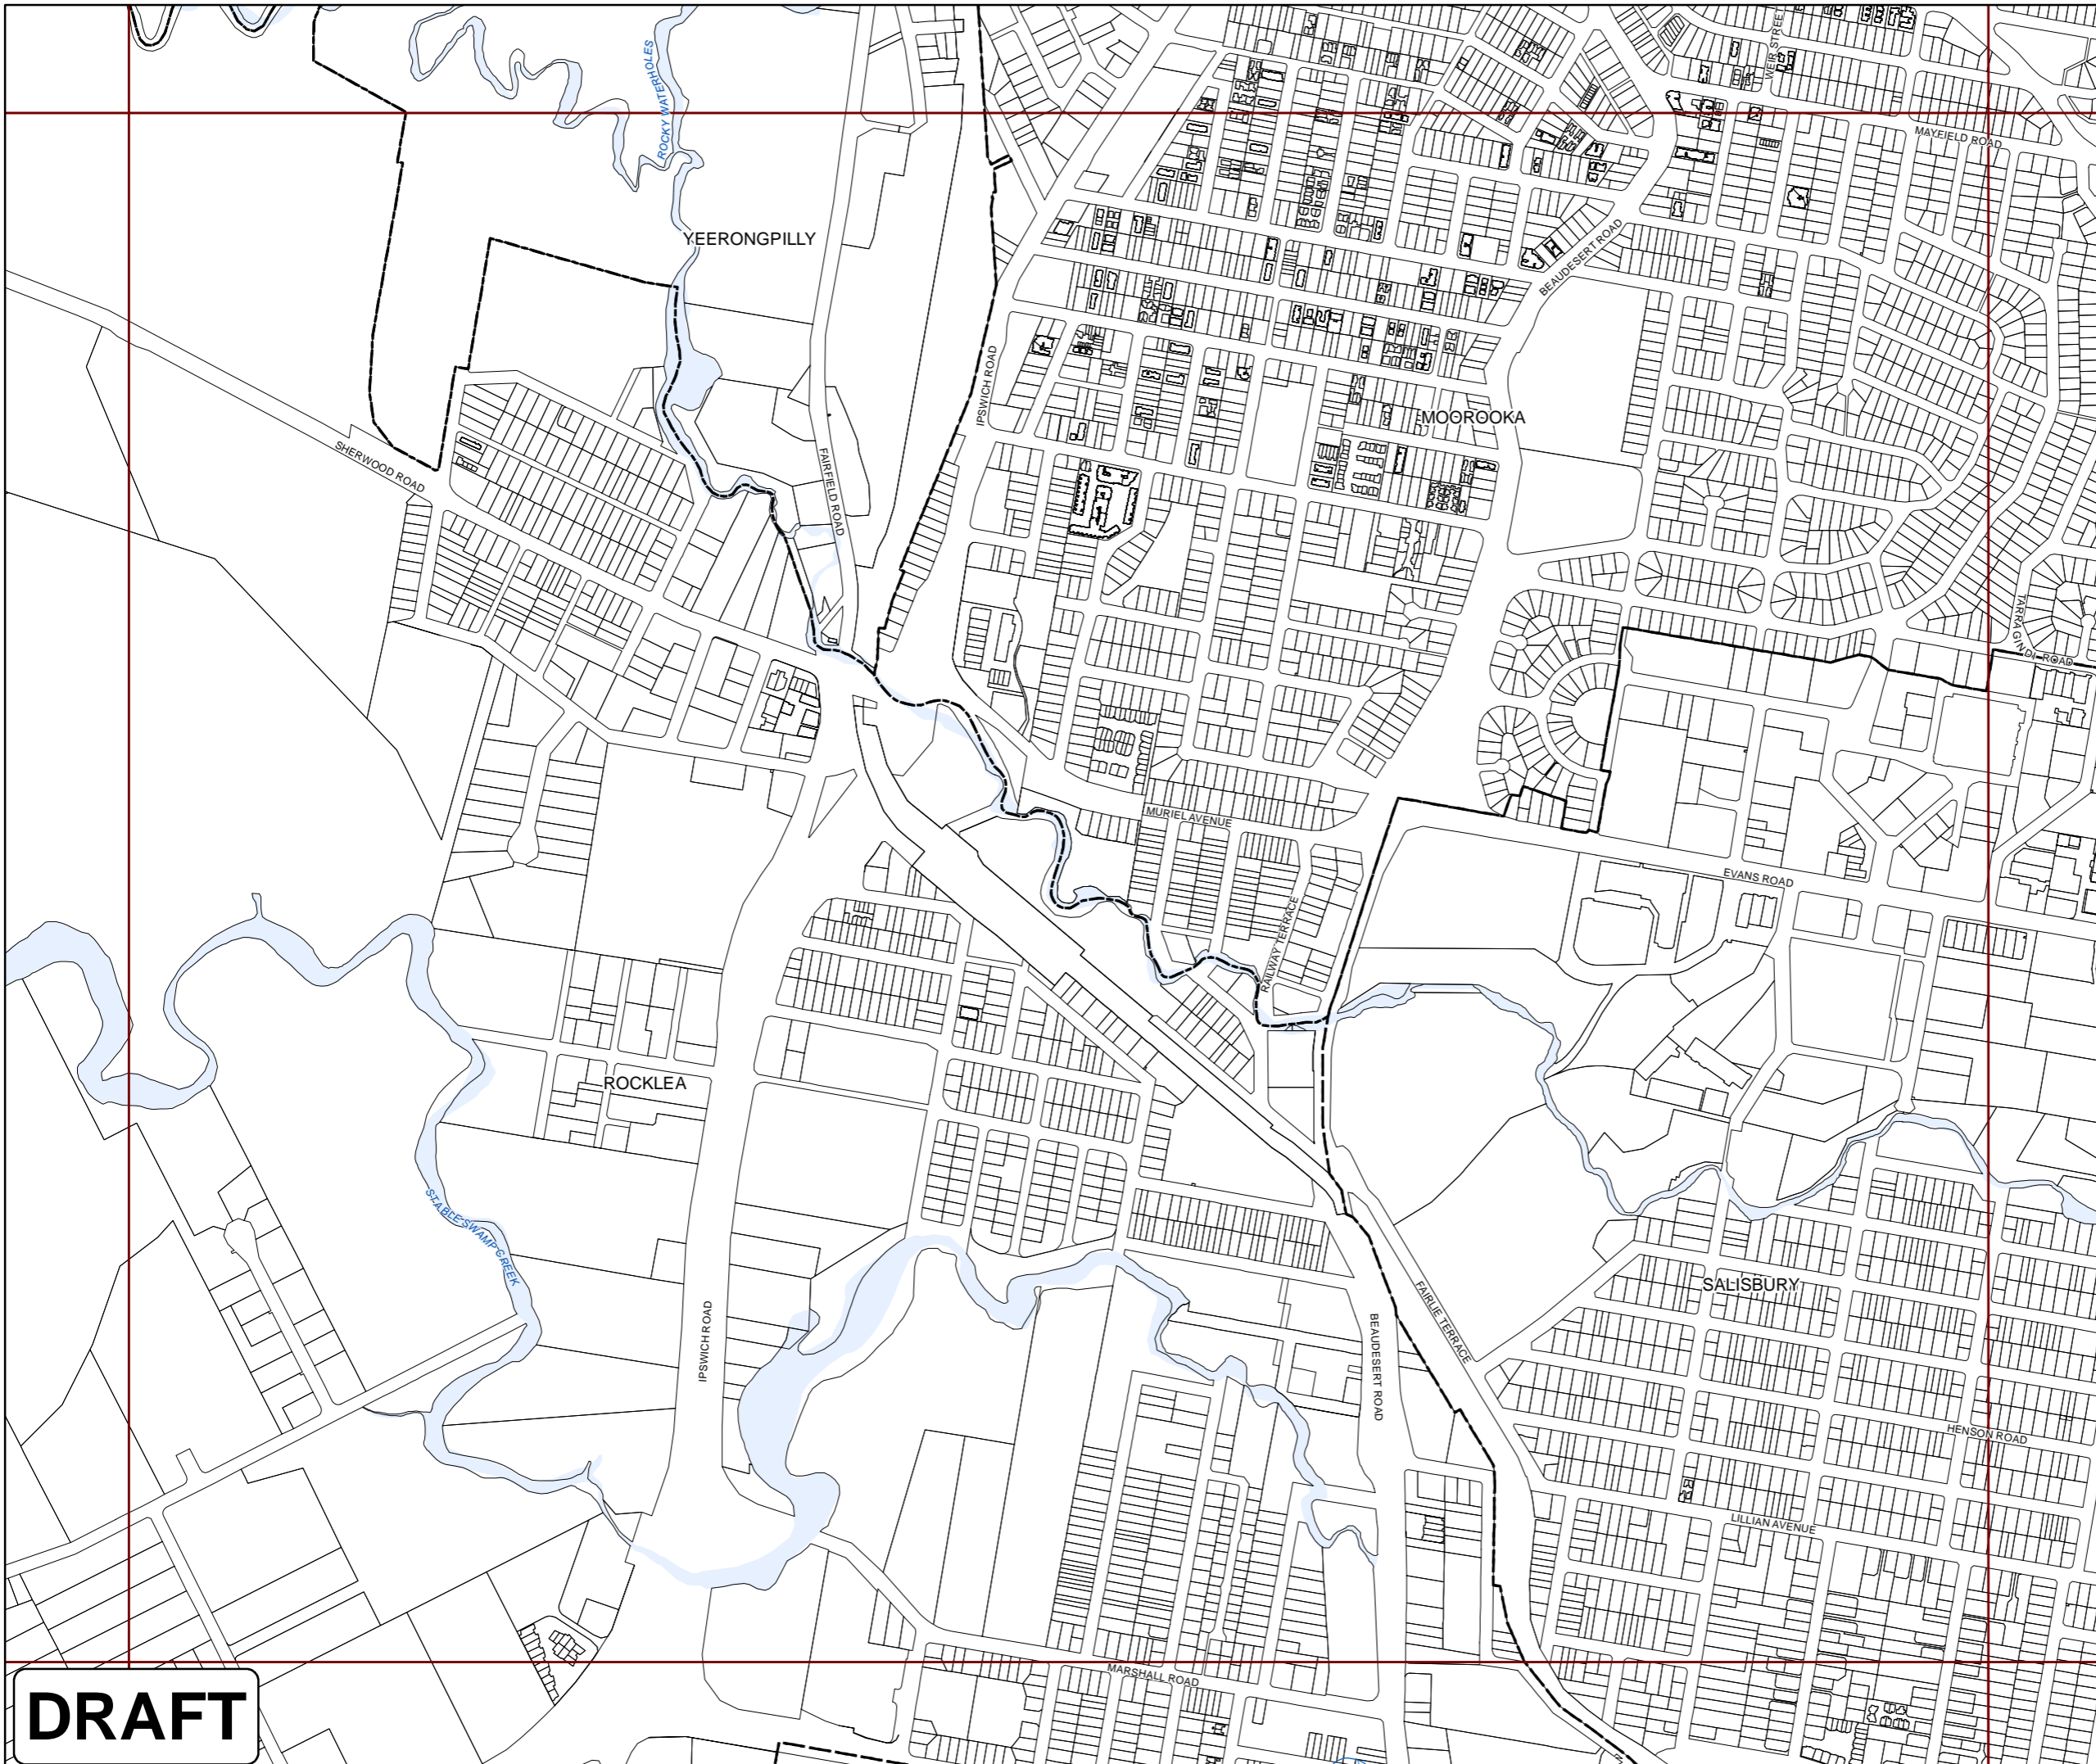 WEIR STREET
ROCKY WATERHOLES
MAYFIELD ROAD
YEERONGPILLY
BEAUDESERT ROAD
IPSWICH ROAD
MOOROOKA
SHERWOOD ROAD
FAIRFIELD ROAD
TARRAGINDI ROAD
MURIEL AVENUE
EVANS ROAD
RAILWAY TERRACE
ROCKLEA
STABLE SWAMP CREEK
SALISBURY
FAIRLIE TERRACE
IPSWICH ROAD
BEAUDESERT ROAD
HENSON ROAD
LILLIAN AVENUE
MARSHALL ROAD
DRAFT